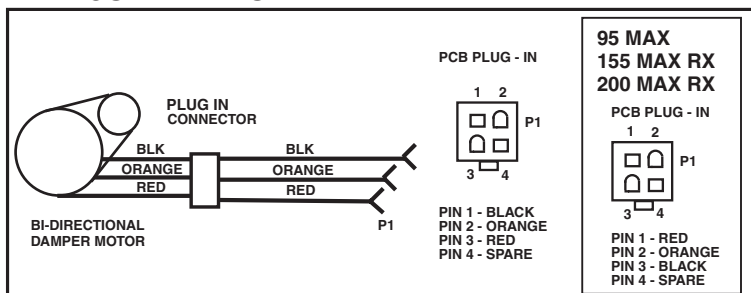 PLUG IN
CONNECTOR
BLK
ORANGE
RED
BLK
ORANGE
RED
P1
BI-DIRECTIONAL
DAMPER MOTOR
PCB PLUG - IN
1 2
P1
3 4
PIN 1 - BLACK
PIN 2 - ORANGE
PIN 3 - RED
PIN 4 - SPARE
95 MAX
155 MAX RX
200 MAX RX
PCB PLUG - IN
1 2
P1
3 4
PIN 1 - RED
PIN 2 - ORANGE
PIN 3 - BLACK
PIN 4 - SPARE